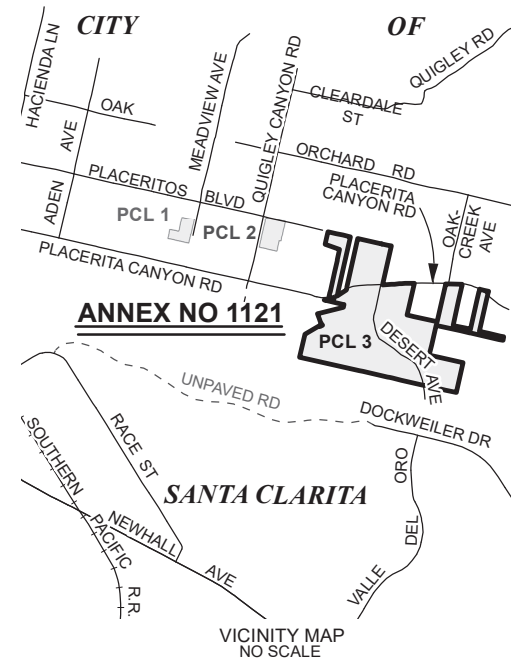 CITY
OF
HACIENDA LN
OAK
AVE
ADEN
MEADVIEW AVE
QUIGLEY CANYON RD
CLEARDALE
ST
QUIGLEY RD
ORCHARD RD
PLACERITOS BLVD
PLACERITA
CANYON RD
OAK-
CREEK
AVE
PCL 1
PCL 2
PLACERITA CANYON RD
ANNEX NO 1121
PCL 3
DESERT AVE
UNPAVED RD
DOCKWEILER DR
RACE ST
SOUTHERN
PACIFIC
R.R.
SANTA CLARITA
NEWHALL
AVE
ORO
DEL
VALLE
VICINITY MAP
NO SCALE